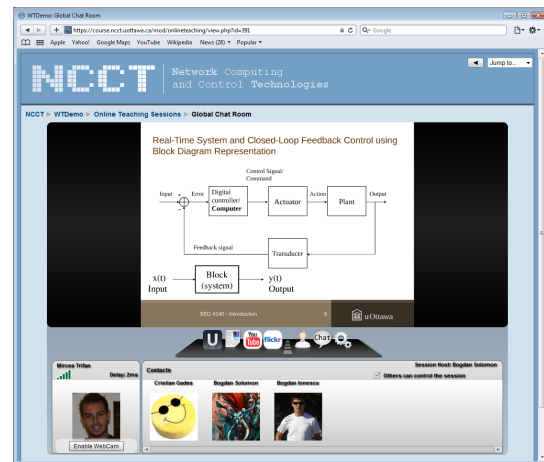 WTDemo: Global Chat Room
https://course.ncct.uottawa.ca/mod/onlineteaching/view.php?id=391
Google
Apple Yahoo! Google Maps YouTube Wikipedia News (28) Popular
NCCT
Network Computing
and Control Technologies
Jump to...
NCCT WTDemo Online Teaching Sessions Global Chat Room
Real-Time System and Closed-Loop Feedback Control using
Block Diagram Representation
Control Signal/
Command
Input + Error Digital controller/ Computer Actuator Action Plant Output
−
Feedback signal Transducer
x(t) Block y(t)
Input (system) Output
SEG 4140 - Introduction 6 uOttawa
U You Tube flickr Chat
Mircea Trifan
Delay: 2ms
Enable WebCam
Contacts
Session Host: Bogdan Solomon
Others can control the session
Cristian Gadea Bogdan Solomon Bogdan Ionescu